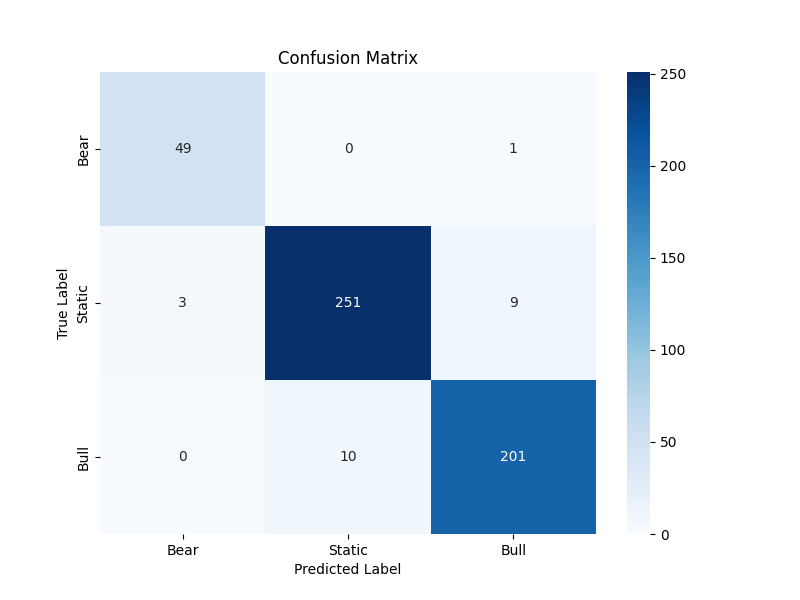 Confusion Matrix
True Label
Bear
49 0 1
Static
3 251 9
Bull
0 10 201
Bear Static Bull
Predicted Label
250
200
150
100
50
0